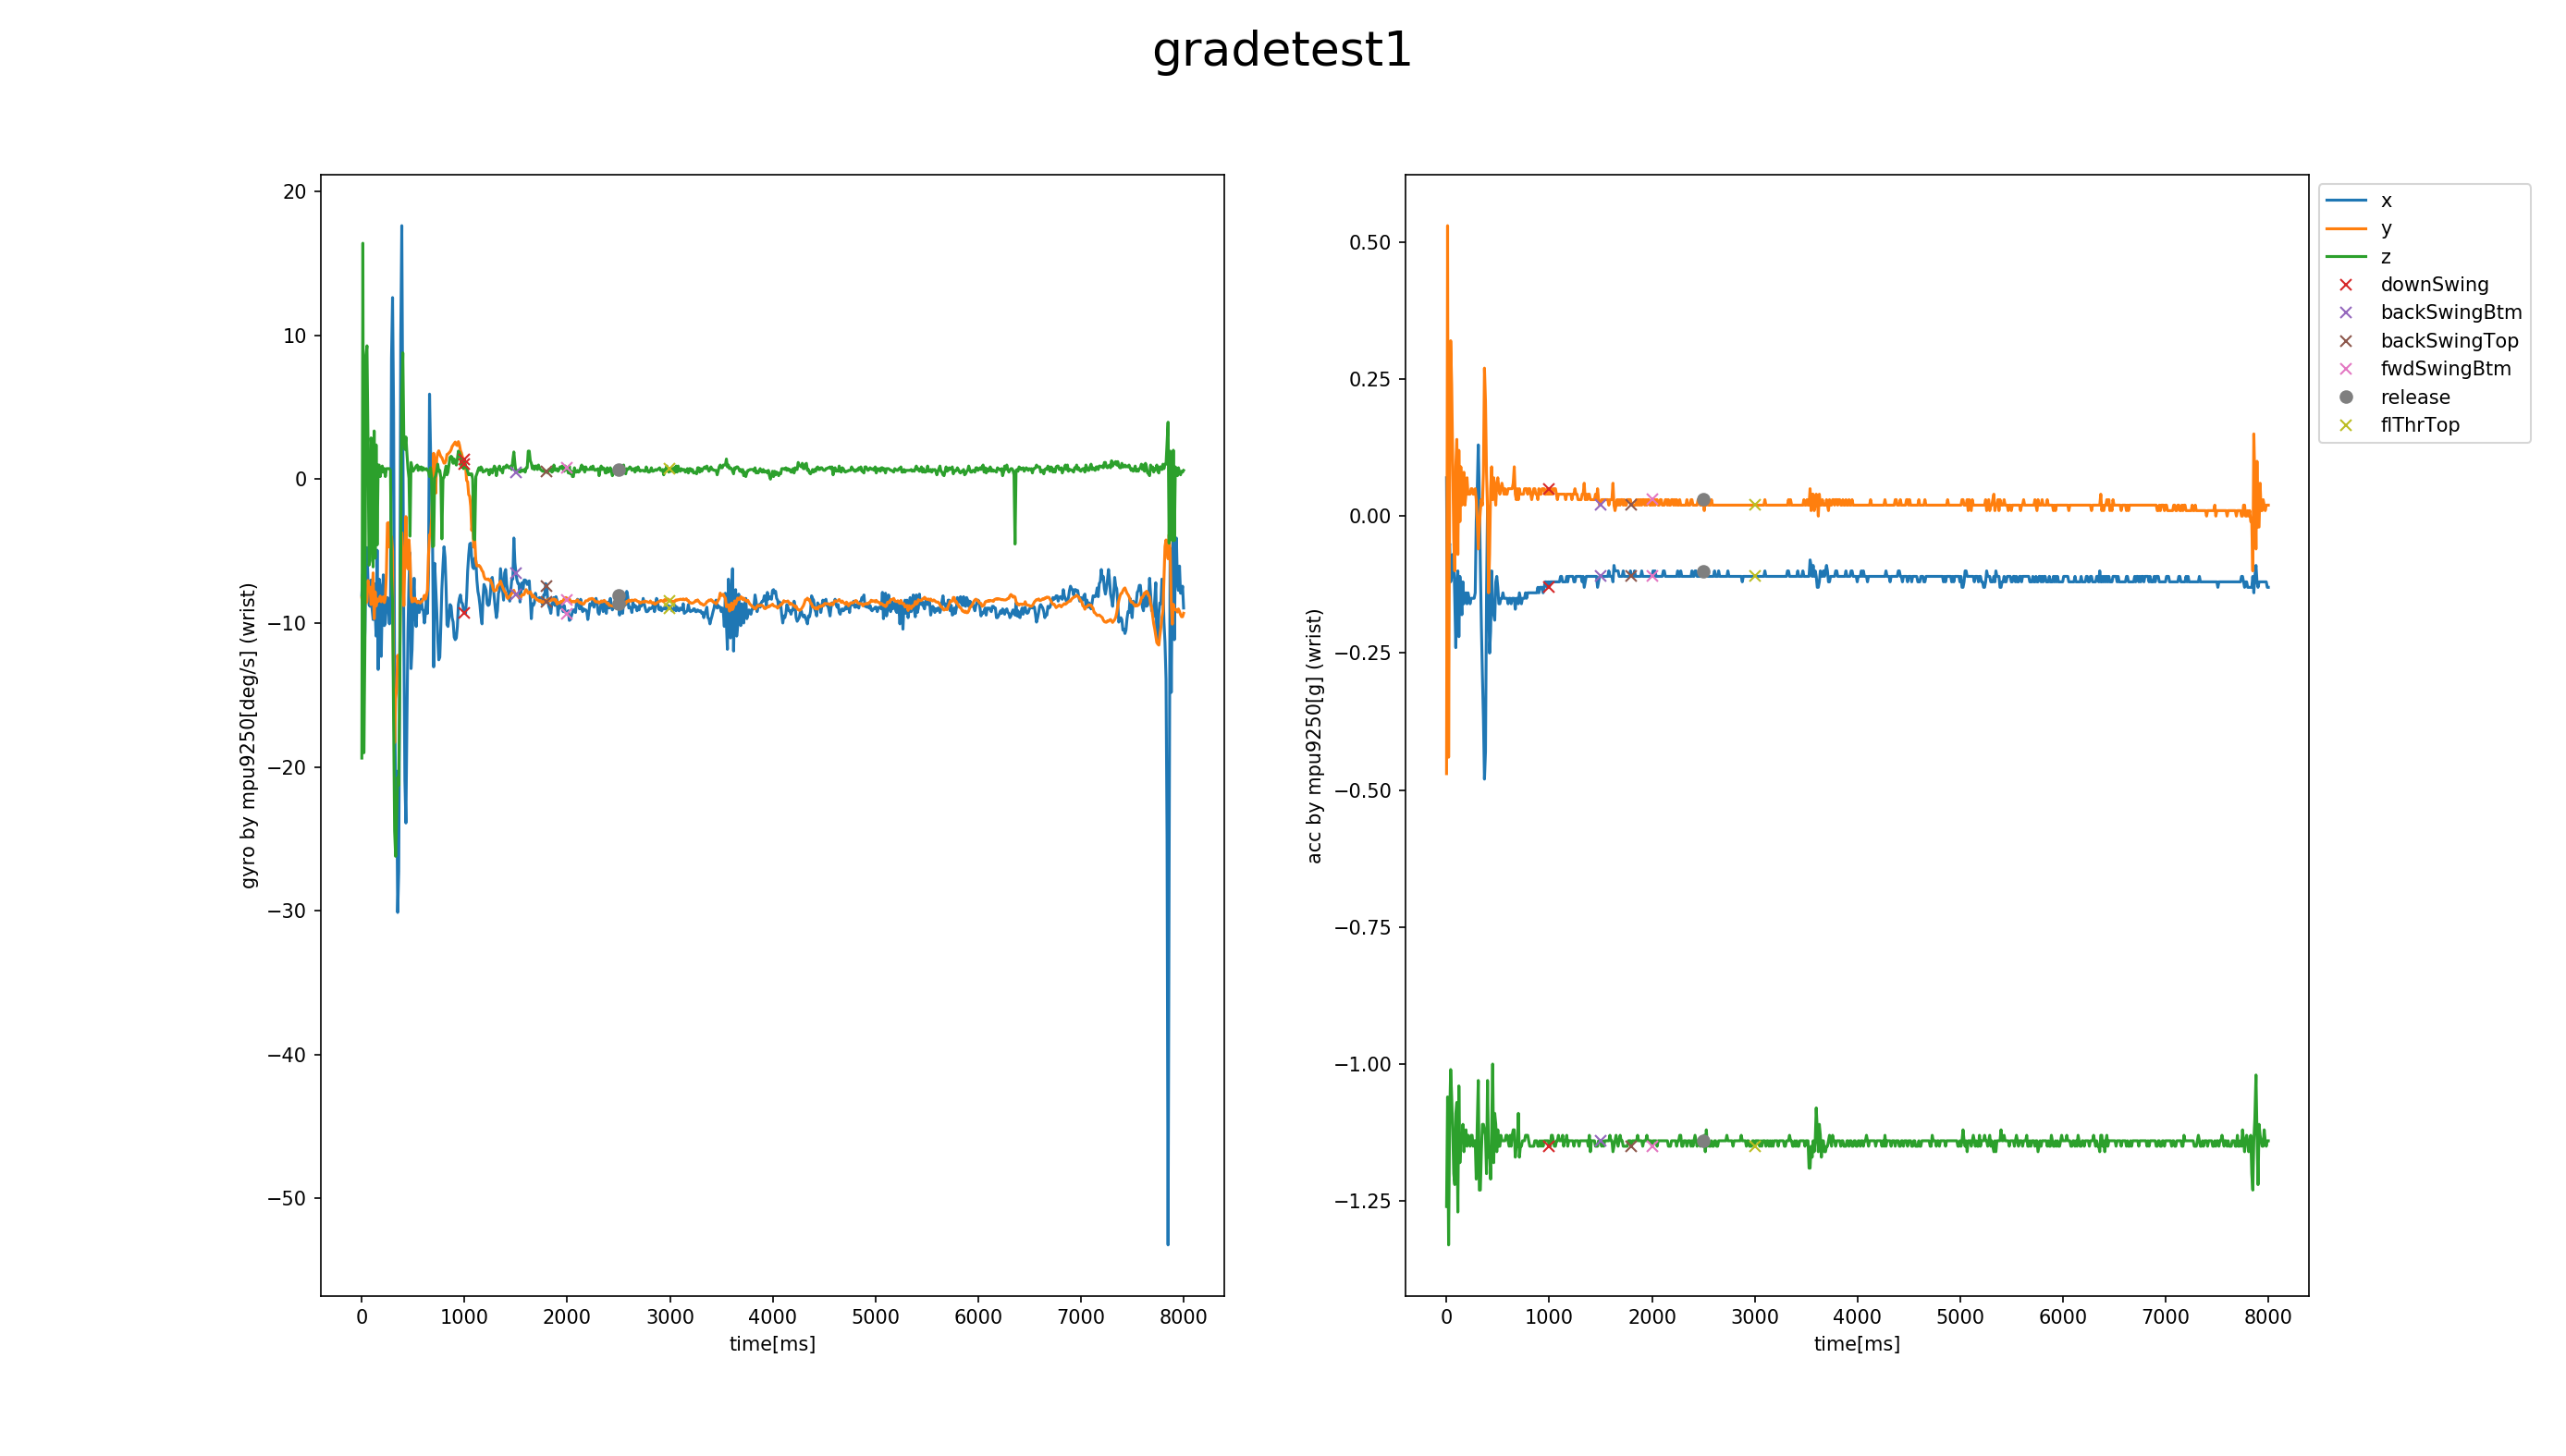 gradetest1
gyro by mpu9250[deg/s] (wrist)
20
10
0
−10
−20
−30
−40
−50
0 1000 2000 3000 4000 5000 6000 7000 8000
time[ms]
acc by mpu9250[g] (wrist)
0.50
0.25
0.00
−0.25
−0.50
−0.75
−1.00
−1.25
0 1000 2000 3000 4000 5000 6000 7000 8000
time[ms]
x
y
z
downSwing
backSwingBtm
backSwingTop
fwdSwingBtm
release
flThrTop